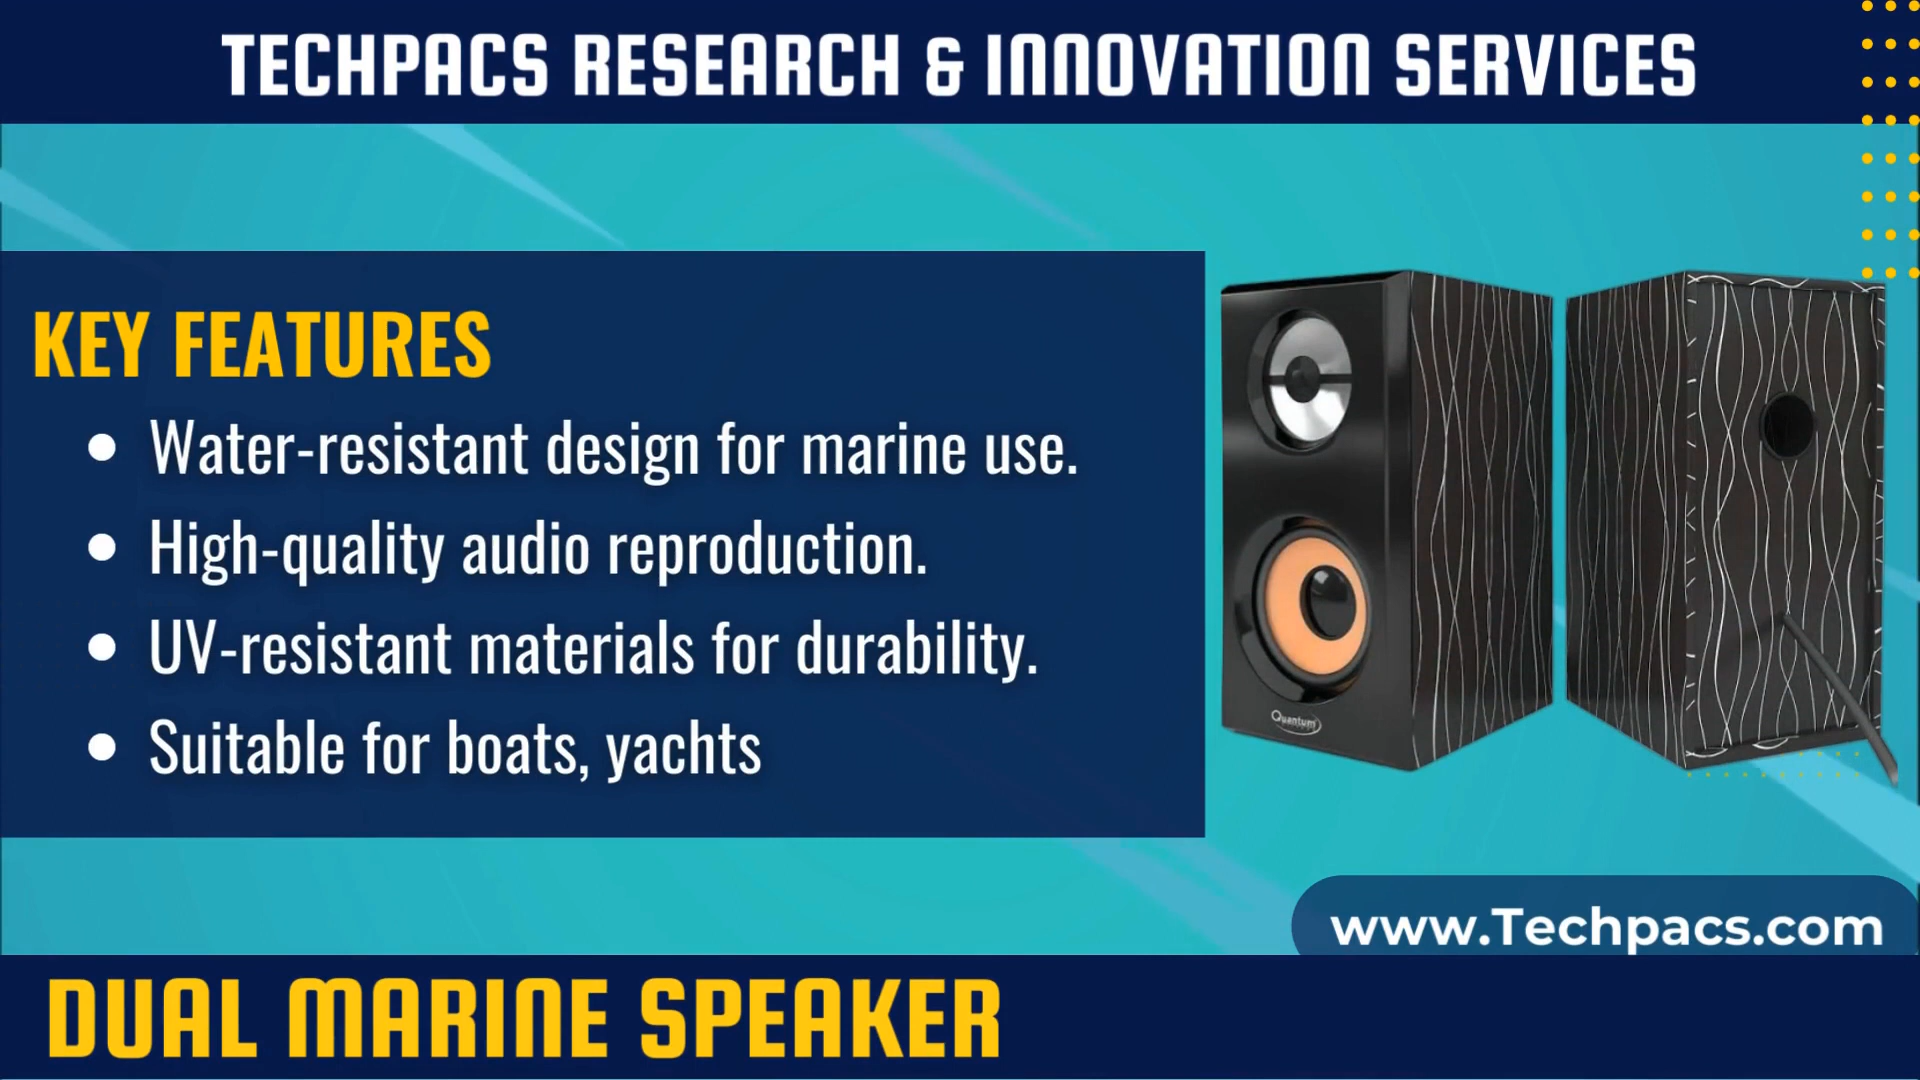 TECHPACS RESEARCH & INNOVATION SERVICES
KEY FEATURES
• Water-resistant design for marine use.
• High-quality audio reproduction.
• UV-resistant materials for durability.
• Suitable for boats, yachts
Quantum
www.Techpacs.com
DUAL MARINE SPEAKER